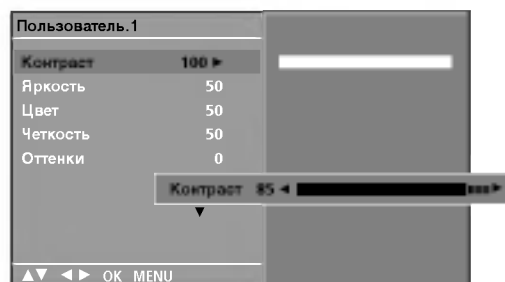 Пользователь.1
Контраст 100 ►
Яркость 50
Цвет 50
Четкость 50
Оттенки 0
Контраст 85 ◄ ►
▼
▲▼ ◄► OK MENU